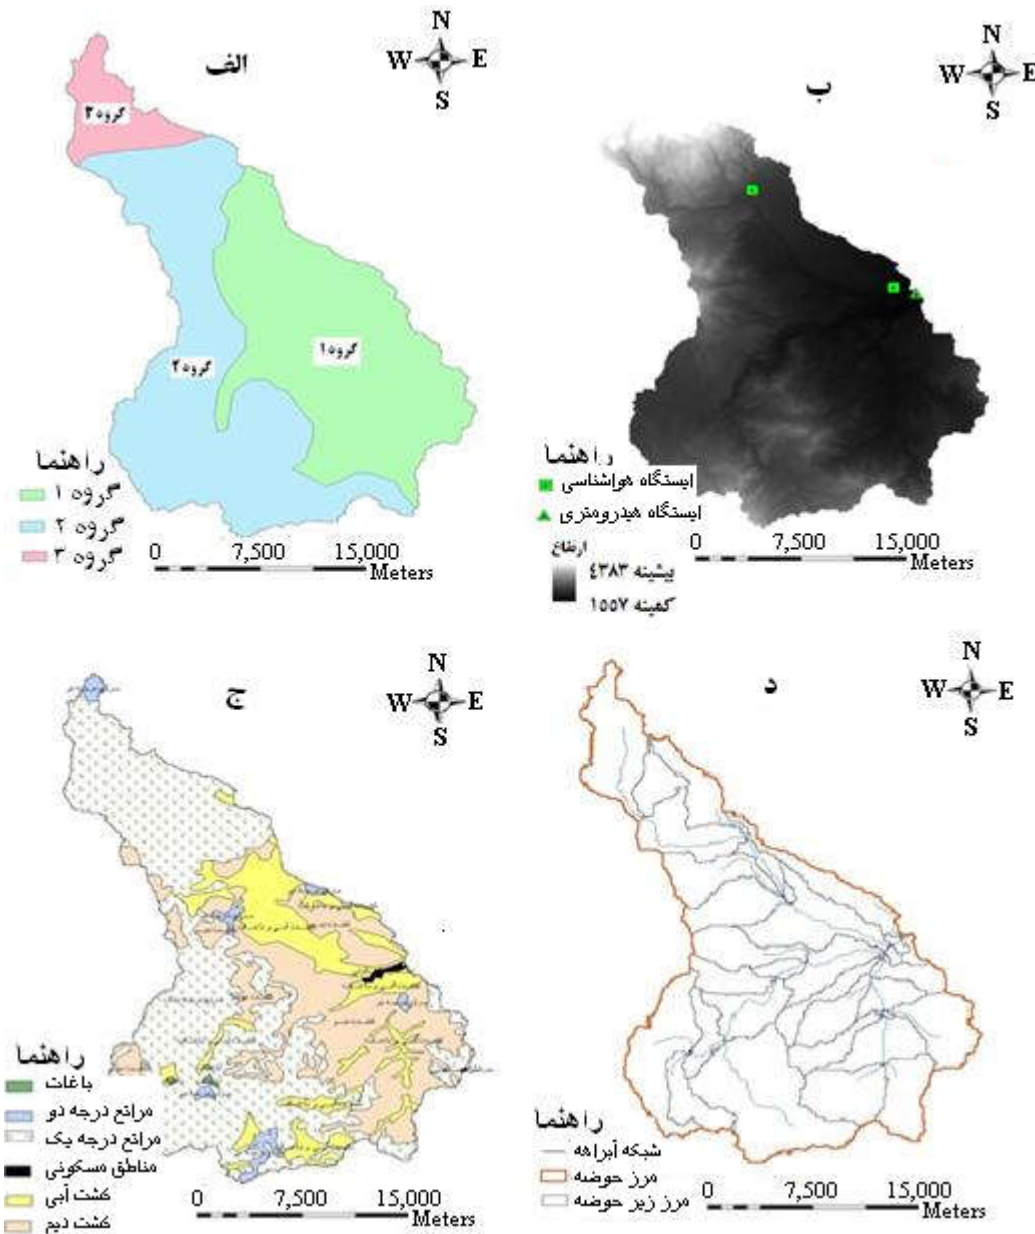 الف
N
W E
S
گروه ۳
گروه ۱
گروه ۲
راهنما
گروه ۱
گروه ۲
گروه ۳
0 7,500 15,000
Meters
ب
N
W E
S
راهنما
ایستگاه هواشناسی
ایستگاه هیدرومتری
ارتفاع
بیشینه ٤٣٨٣
کمینه ١٥٥٧
0 7,500 15,000
Meters
ج
N
W E
S
راهنما
باغات
مراتع درجه دو
مراتع درجه یک
مناطق مسکونی
کشت آبی
کشت دیم
0 7,500 15,000
Meters
د
N
W E
S
راهنما
شبکه آبراهه
مرز حوضه
مرز زیر حوضه
0 7,500 15,000
Meters